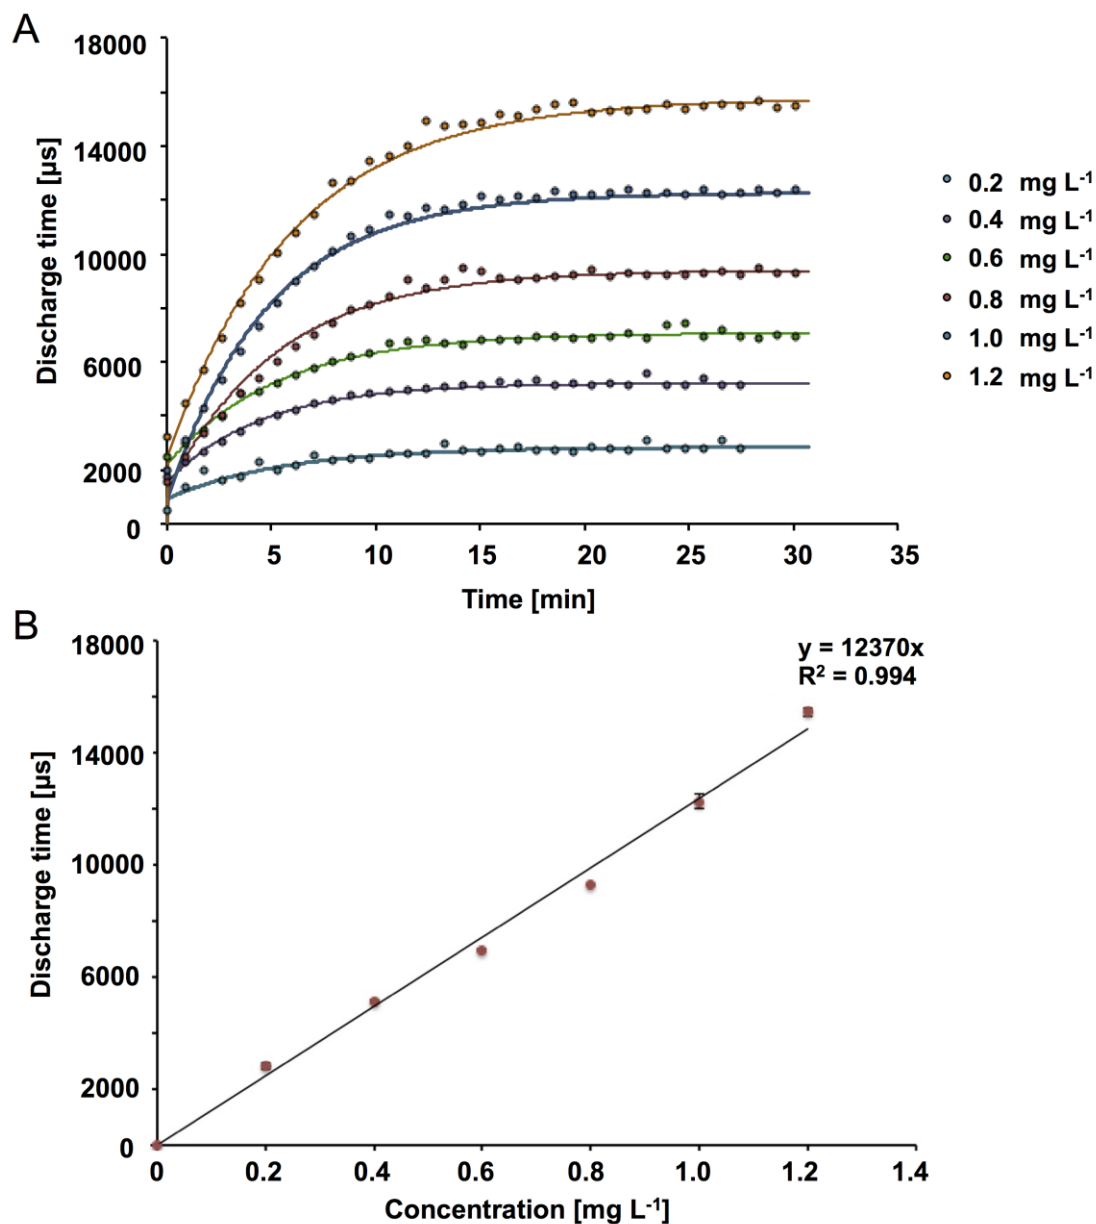 A
Discharge time [µs]
18000
14000
10000
6000
2000
0
0 5 10 15 20 25 30 35
Time [min]
0.2 mg L⁻¹
0.4 mg L⁻¹
0.6 mg L⁻¹
0.8 mg L⁻¹
1.0 mg L⁻¹
1.2 mg L⁻¹
B
Discharge time [µs]
18000
14000
10000
6000
2000
0
y = 12370x
R² = 0.994
0 0.2 0.4 0.6 0.8 1.0 1.2 1.4
Concentration [mg L⁻¹]